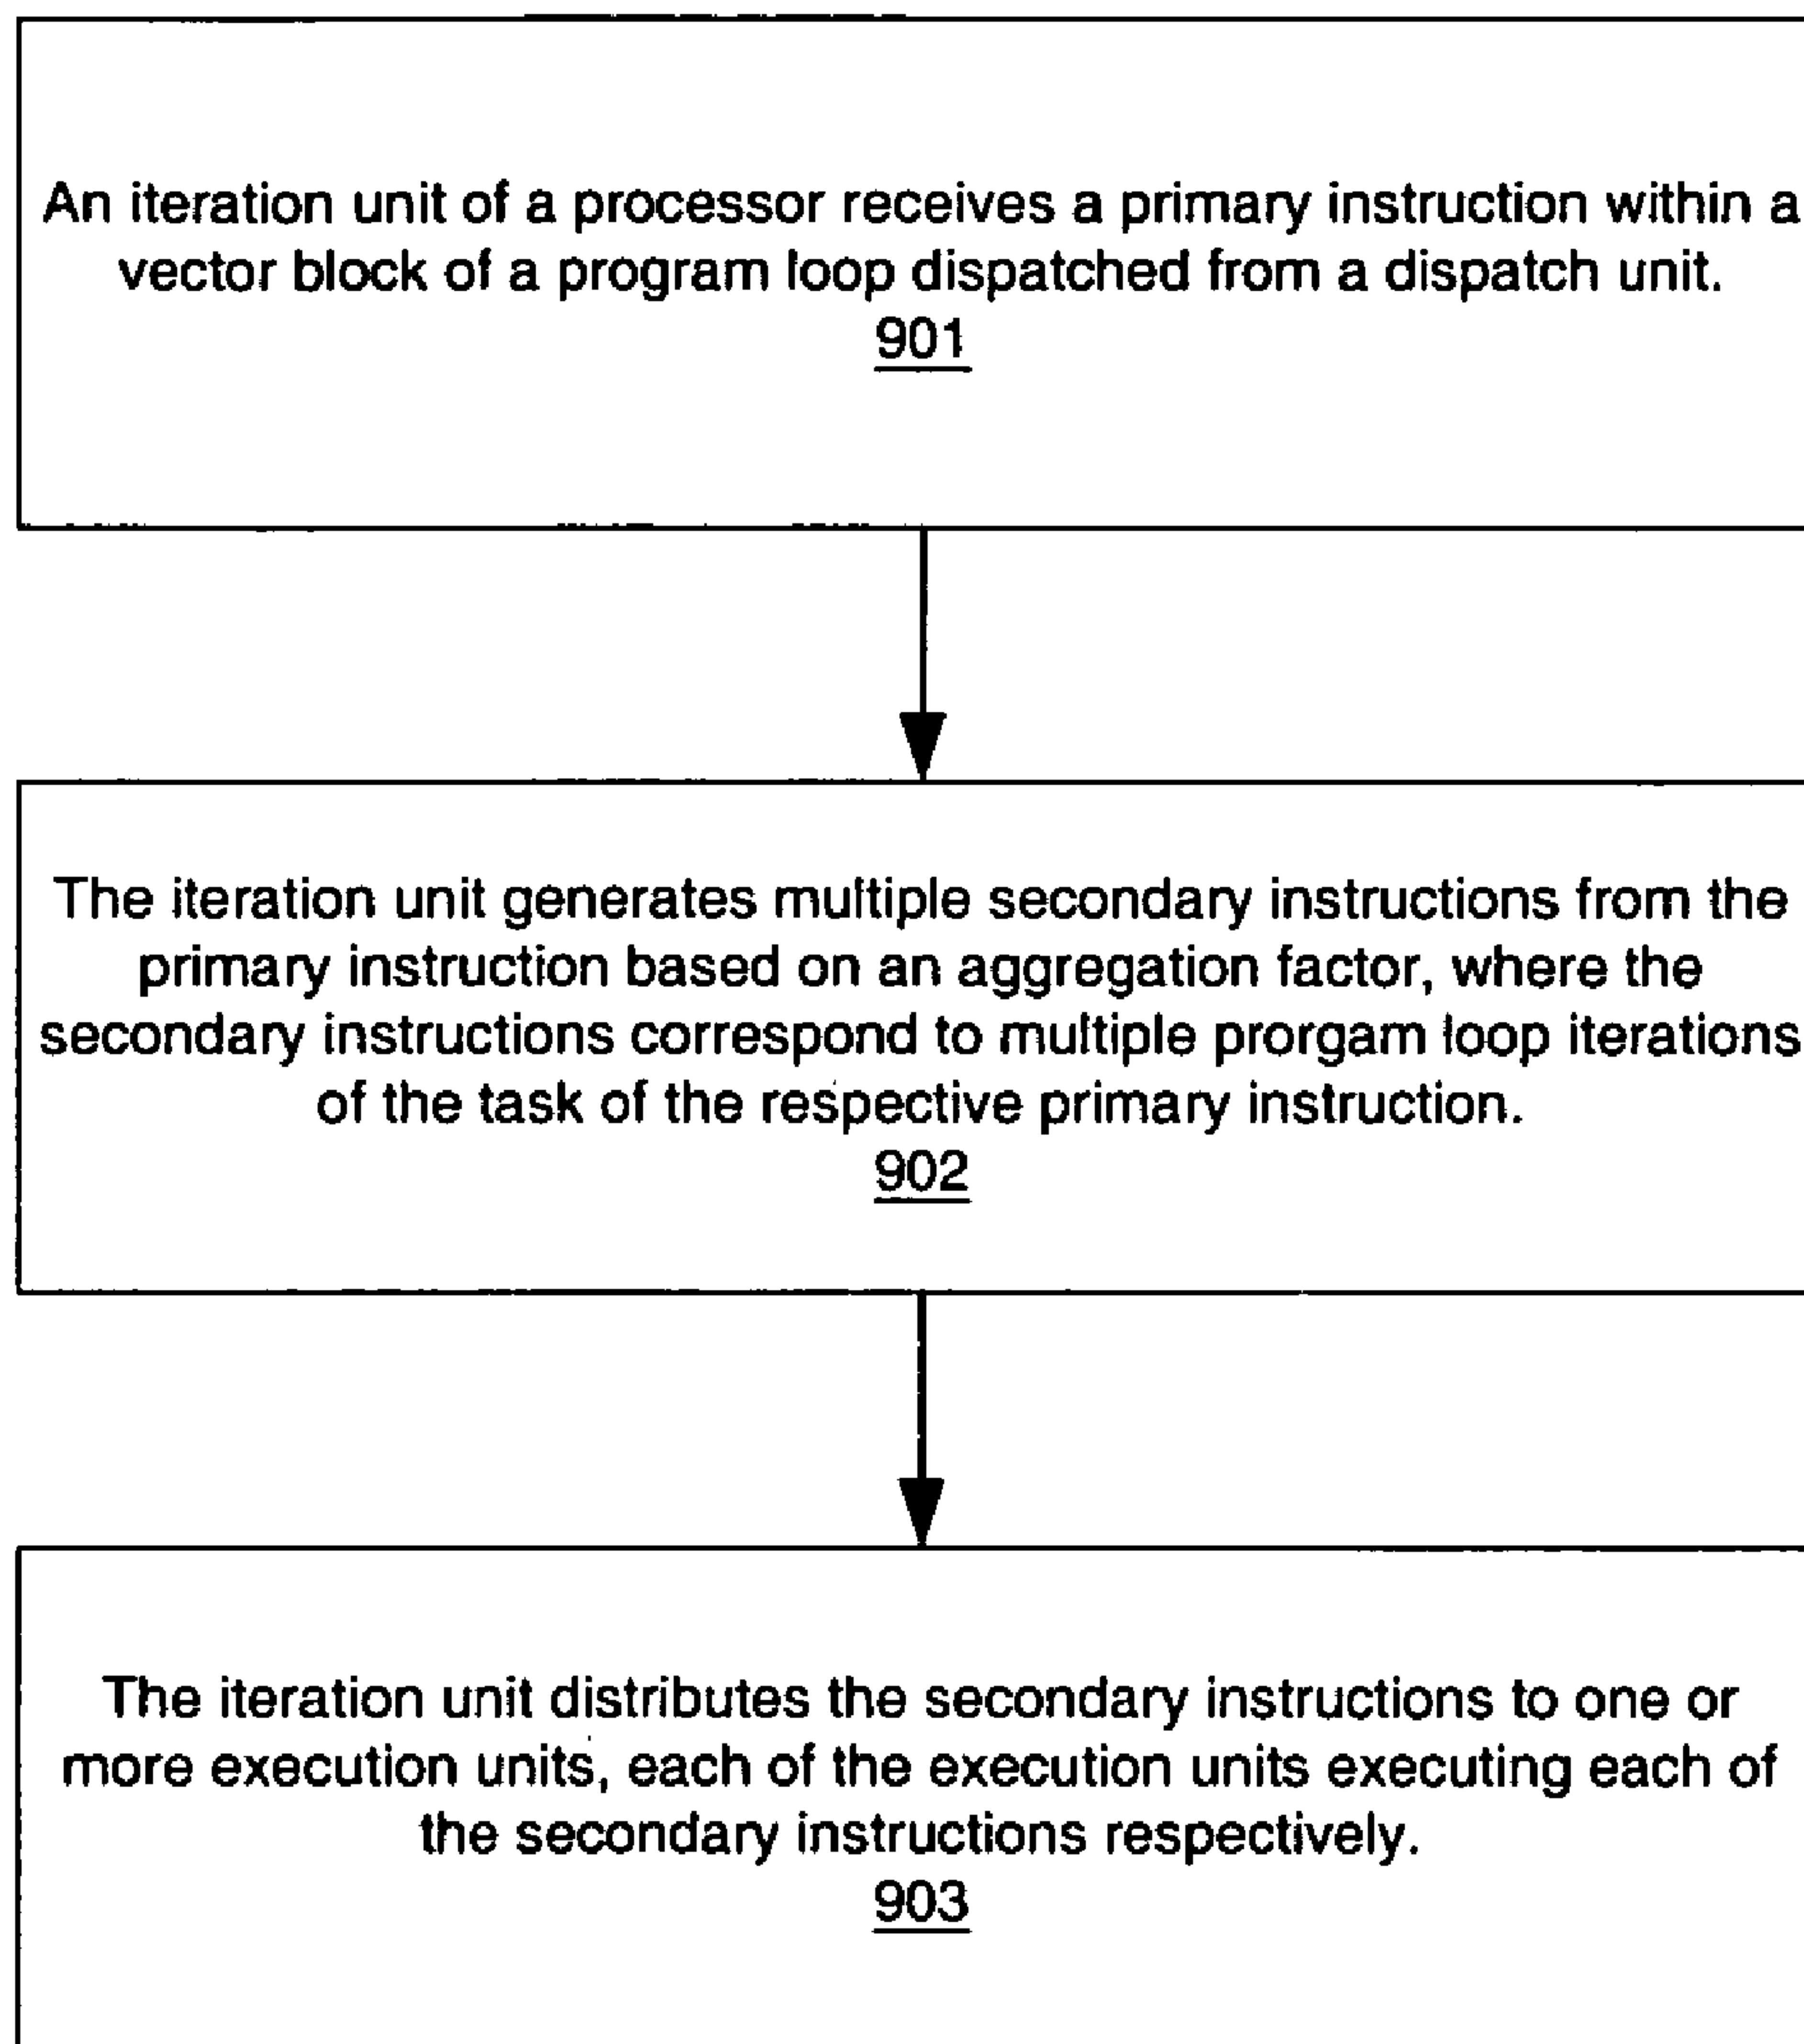 An iteration unit of a processor receives a primary instruction within a
vector block of a program loop dispatched from a dispatch unit.
901
The iteration unit generates multiple secondary instructions from the
primary instruction based on an aggregation factor, where the
secondary instructions correspond to multiple prorgam loop iterations
of the task of the respective primary instruction.
902
The iteration unit distributes the secondary instructions to one or
more execution units, each of the execution units executing each of
the secondary instructions respectively.
903